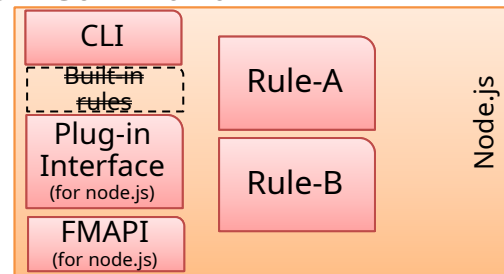 CLI
Built-in
rules
Plug-in
Interface
(for node.js)
FMAPI
(for node.js)
Rule-A
Rule-B
Node.js